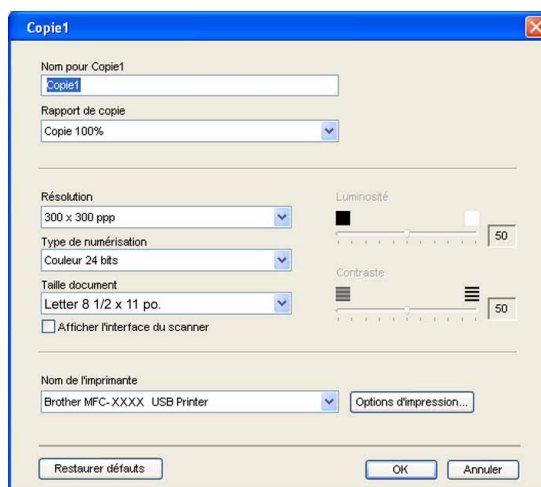 Copie1
Nom pour Copie1
Copie1
Rapport de copie
Copie 100%
Résolution
300 x 300 ppp
Type de numérisation
Couleur 24 bits
Taille document
Letter 8 1/2 x 11 po.
Afficher l'interface du scanner
Luminosité
50
Contraste
50
Nom de l'imprimante
Brother MFC-XXXX USB Printer
Options d'impression...
Restaurer défauts
OK
Annuler